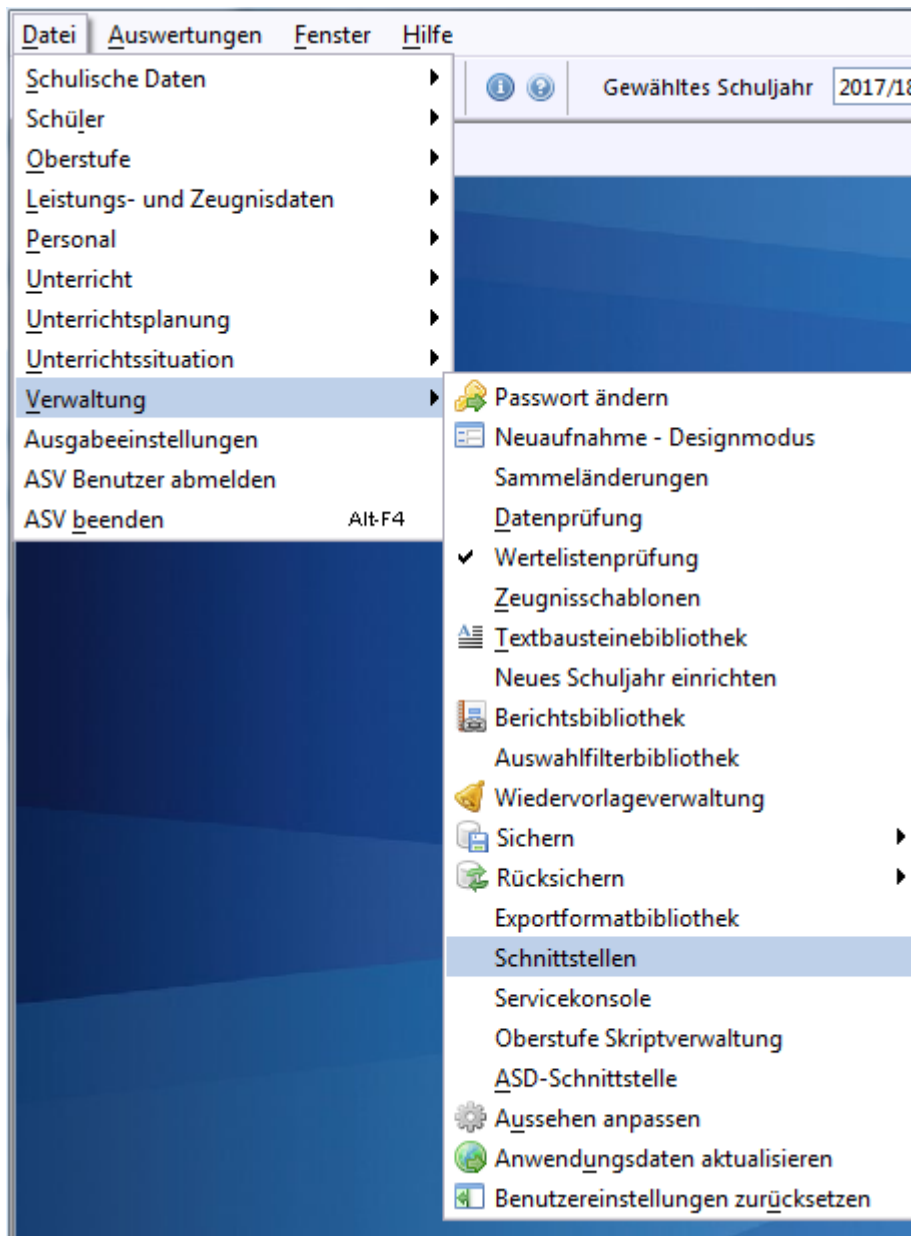 Datei Auswertungen Fenster Hilfe
Gewähltes Schuljahr 2017/18
Schulische Daten
Schüler
Oberstufe
Leistungs- und Zeugnisdaten
Personal
Unterricht
Unterrichtsplanung
Unterrichtssituation
Verwaltung
Ausgabeeinstellungen
ASV Benutzer abmelden
ASV beenden Alt-F4
Passwort ändern
Neuaufnahme - Designmodus
Sammeländerungen
Datenprüfung
Wertelistenprüfung
Zeugnisschablonen
Textbausteinebibliothek
Neues Schuljahr einrichten
Berichtsbibliothek
Auswahlfilterbibliothek
Wiedervorlageverwaltung
Sichern
Rücksichern
Exportformatbibliothek
Schnittstellen
Servicekonsole
Oberstufe Skriptverwaltung
ASD-Schnittstelle
Aussehen anpassen
Anwendungsdaten aktualisieren
Benutzereinstellungen zurücksetzen